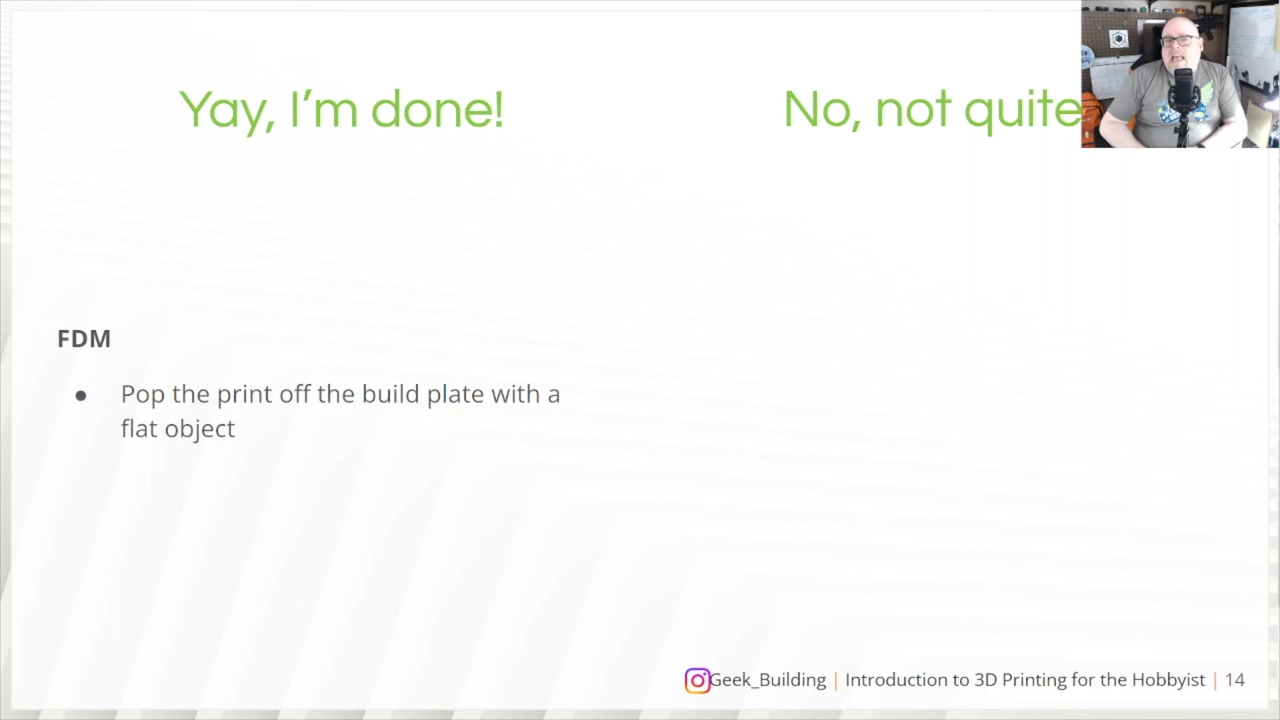 Yay, I’m done!
No, not quite
FDM
● Pop the print off the build plate with a
flat object
Geek_Building | Introduction to 3D Printing for the Hobbyist | 14